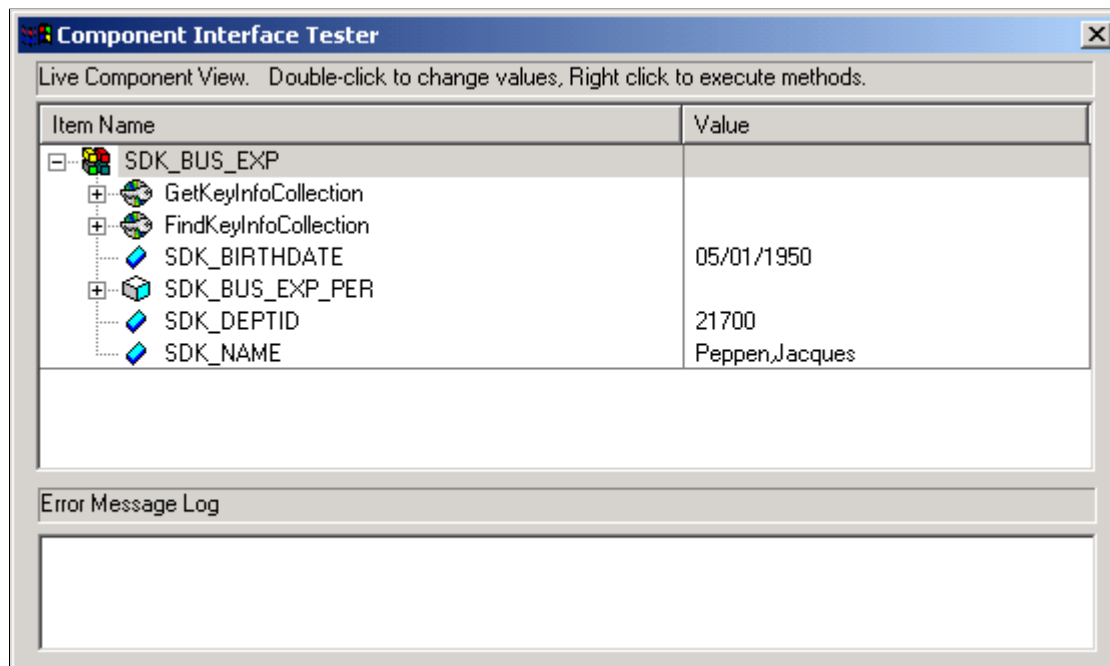 Component Interface Tester
Live Component View. Double-click to change values, Right click to execute methods.
Item Name Value
SDK_BUS_EXP
GetKeyInfoCollection
FindKeyInfoCollection
SDK_BIRTHDATE 05/01/1950
SDK_BUS_EXP_PER
SDK_DEPTID 21700
SDK_NAME Peppen,Jacques
Error Message Log